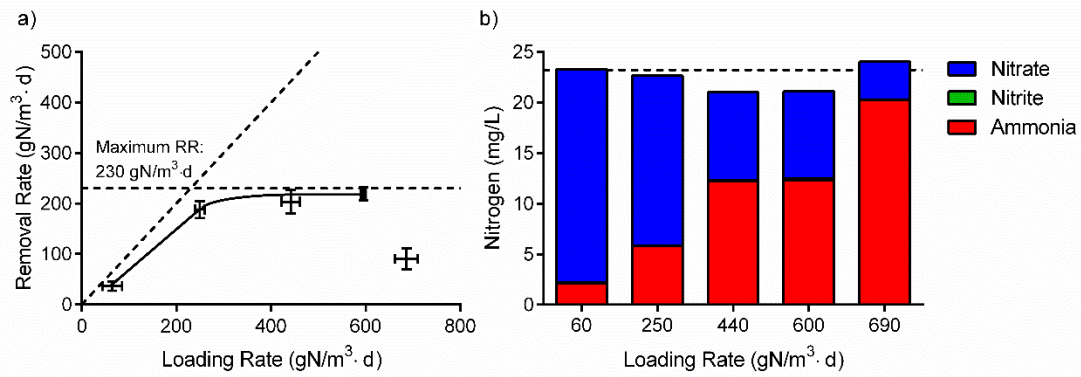 a)
500
400
300
200
100
0
Removal Rate (gN/m³· d)
Maximum RR:
230 gN/m³·d
0 200 400 600 800
Loading Rate (gN/m³· d)
b)
25
20
15
10
5
0
Nitrogen (mg/L)
60 250 440 600 690
Loading Rate (gN/m³· d)
Nitrate
Nitrite
Ammonia